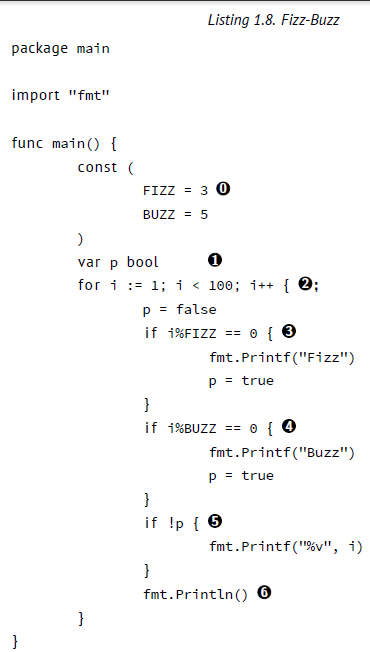 Listing 1.8. Fizz-Buzz
package main
import "fmt"
func main() {
const (
FIZZ = 3 ⓿
BUZZ = 5
)
var p bool ❶
for i := 1; i < 100; i++ { ❷;
p = false
if i%FIZZ == 0 { ❸
fmt.Printf("Fizz")
p = true
}
if i%BUZZ == 0 { ❹
fmt.Printf("Buzz")
p = true
}
if !p { ❺
fmt.Printf("%v", i)
}
fmt.Println() ❻
}
}